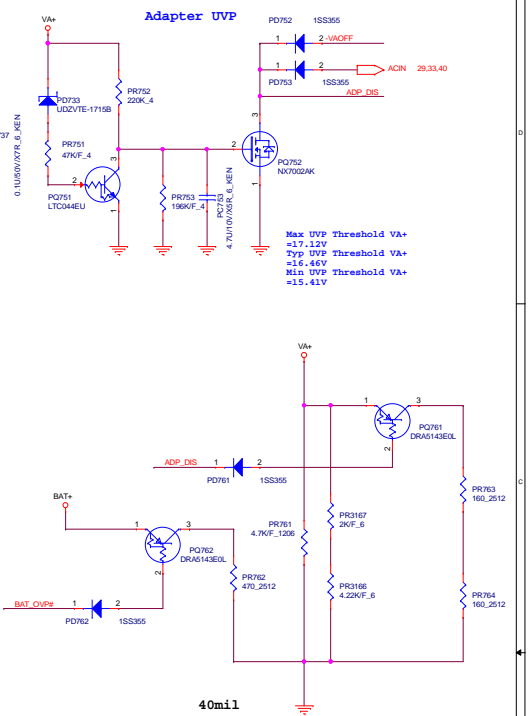 Adapter UVP
VA+
PD752
1SS355
1
2
-VAOFF
1
2
ACIN
29,33,40
PD753
1SS355
ADP_DIS
PD733
UDZVTE-1715B
PR752
220K_4
37
0.1U/50V/X7R_6_KEN
PR751
47K/F_4
3
2
PQ751
LTC044EU
1
PR753
196K/F_4
PC753
4.7U/10V/X5R_6_KEN
3
2
PQ752
NX7002AK
1
D
Max UVP Threshold VA+
=17.12V
Typ UVP Threshold VA+
=16.46V
Min UVP Threshold VA+
=15.41V
VA+
1
3
PQ761
DRA5143E0L
2
ADP_DIS
1
2
PD761
1SS355
C
BAT+
1
3
PQ762
DRA5143E0L
2
PR761
4.7K/F_1206
PR3167
2K/F_6
PR763
160_2512
PR762
470_2512
PR3166
4.22K/F_6
PR764
160_2512
BAT_OVP#
1
2
PD762
1SS355
40mil